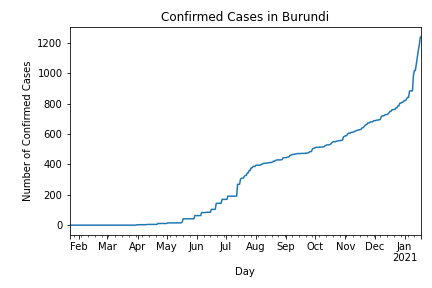 Confirmed Cases in Burundi
Number of Confirmed Cases
1200
1000
800
600
400
200
0
Feb Mar Apr May Jun Jul Aug Sep Oct Nov Dec Jan
2021
Day